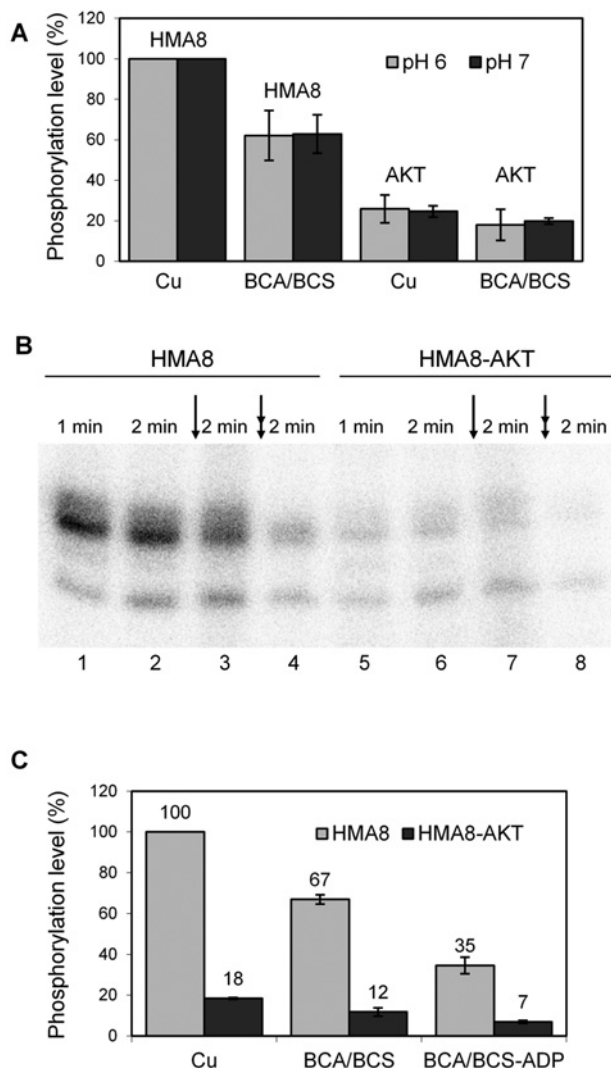 A
Phosphorylation level (%)
120
100
80
60
40
20
0
HMA8
HMA8
AKT
AKT
pH 6 pH 7
Cu BCA/BCS Cu BCA/BCS
B
HMA8 HMA8-AKT
1 min 2 min 2 min 2 min 1 min 2 min 2 min 2 min
1 2 3 4 5 6 7 8
C
Phosphorylation level (%)
120
100
80
60
40
20
0
HMA8 HMA8-AKT
100
18
67
12
35
7
Cu BCA/BCS BCA/BCS-ADP